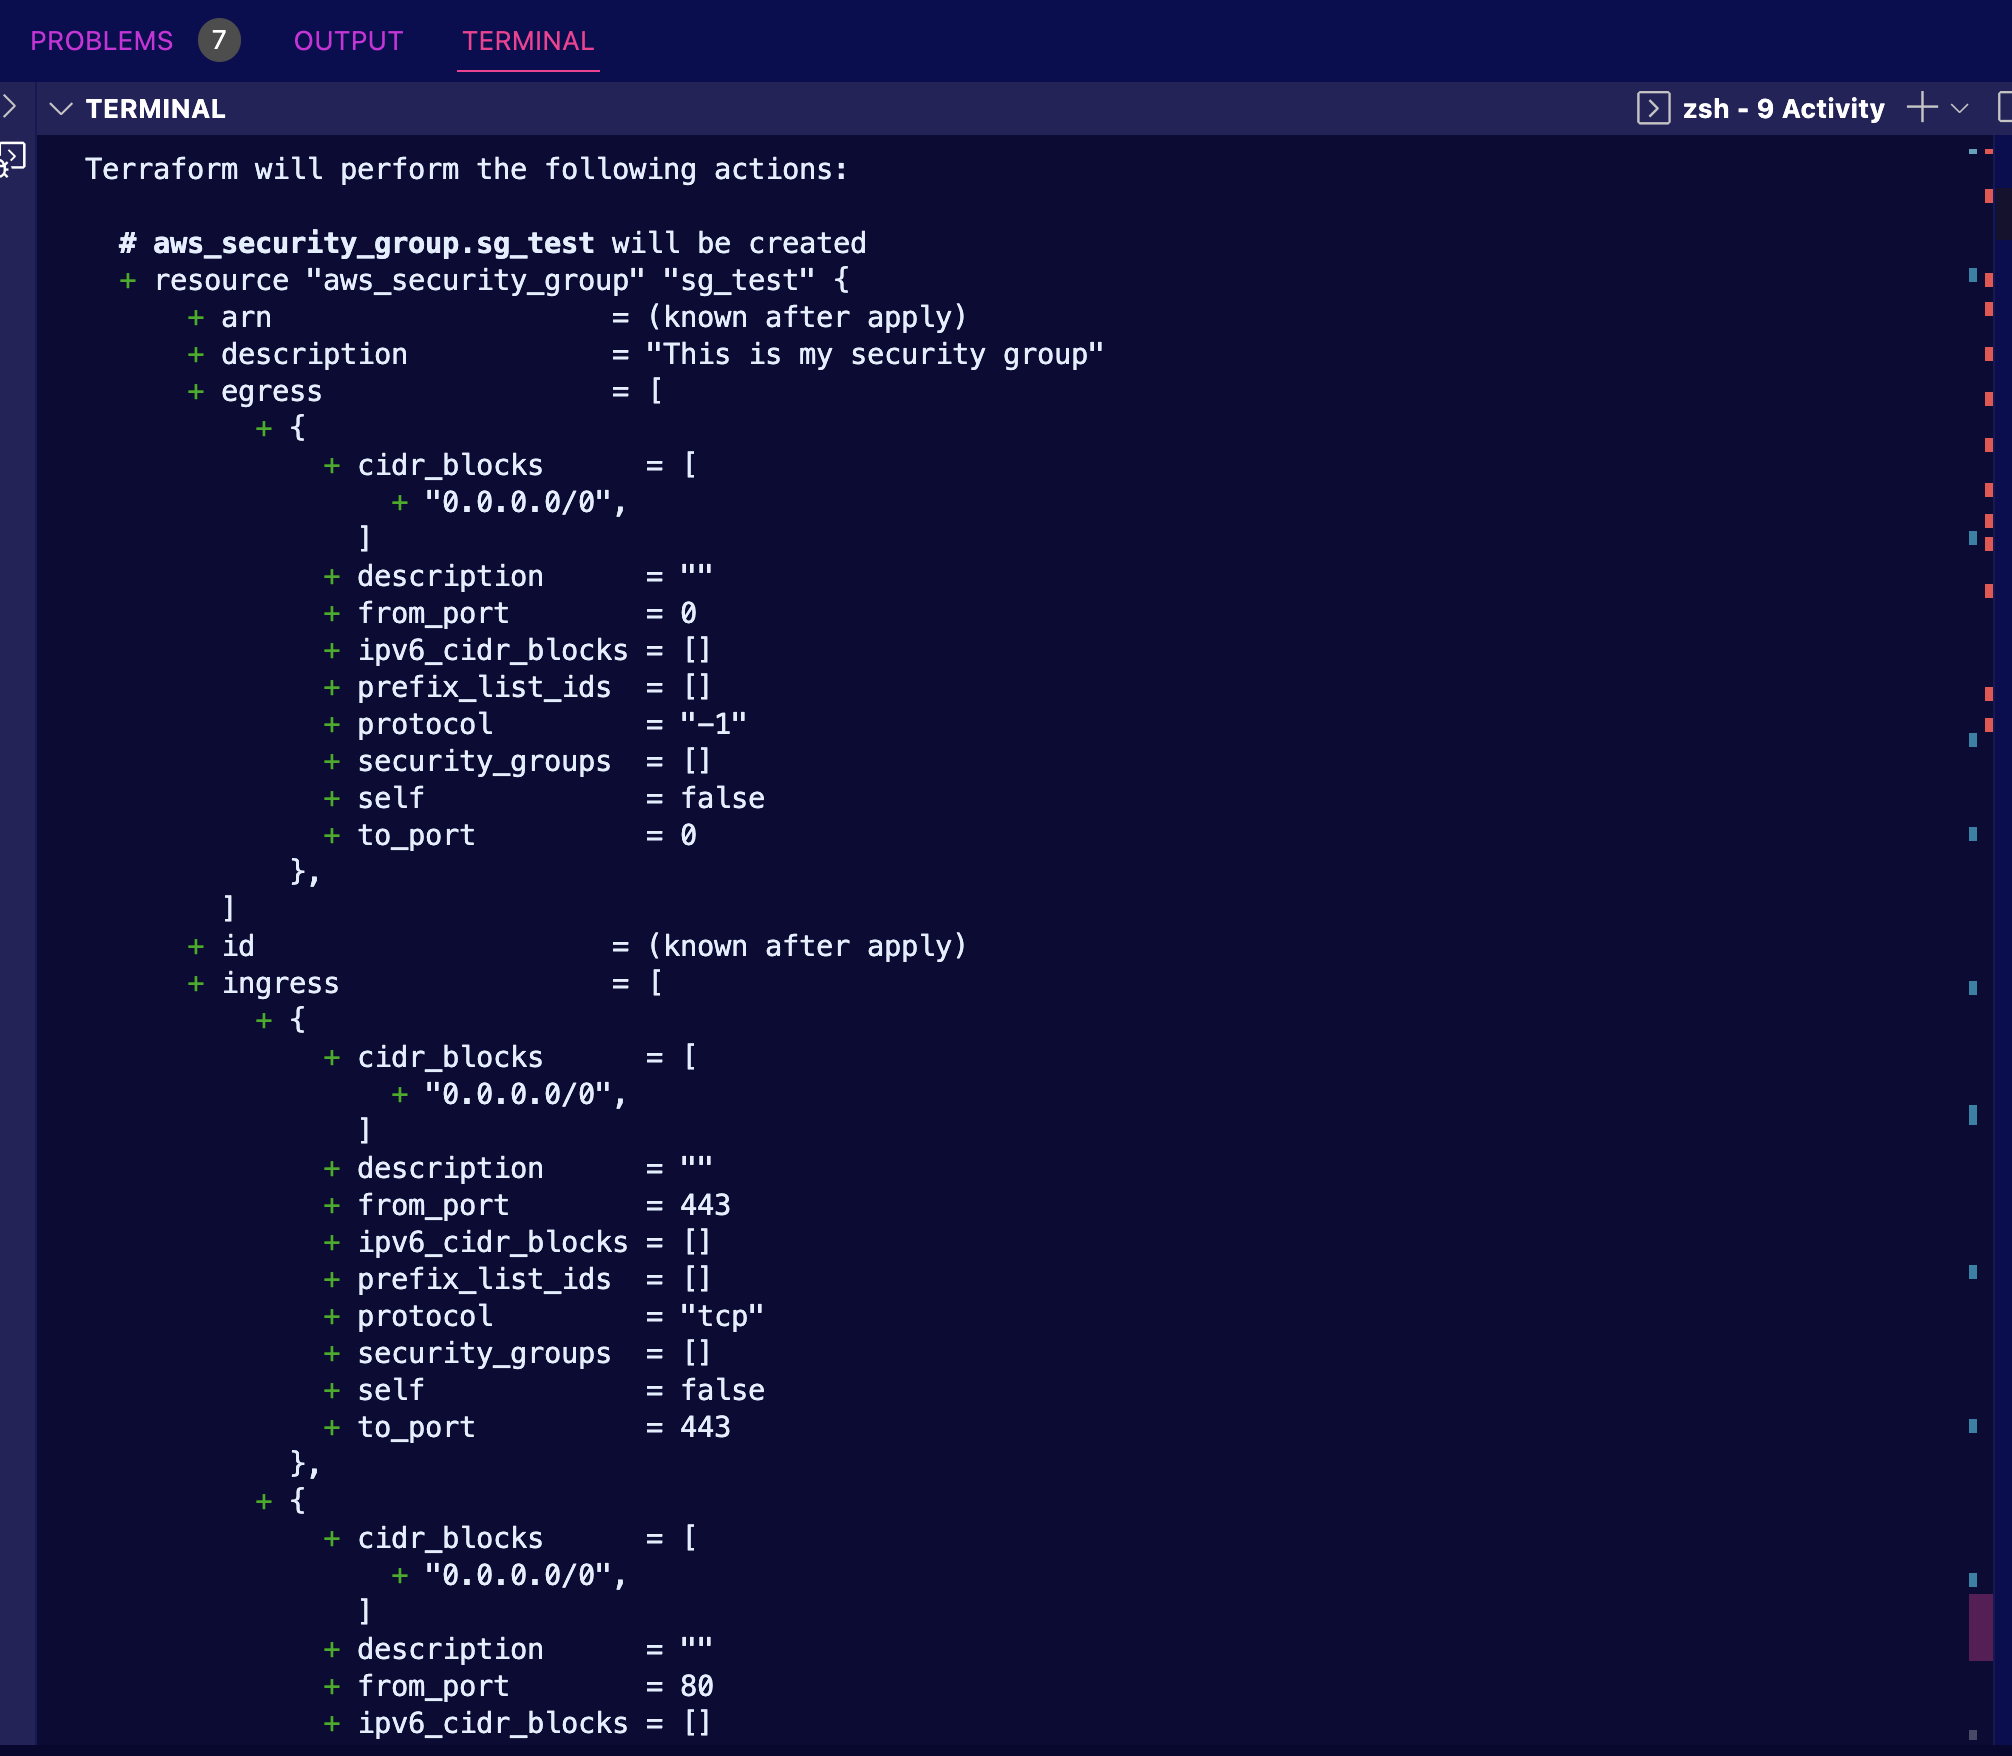 PROBLEMS 7 OUTPUT TERMINAL
TERMINAL zsh - 9 Activity
Terraform will perform the following actions:
# aws_security_group.sg_test will be created
+ resource "aws_security_group" "sg_test" {
+ arn = (known after apply)
+ description = "This is my security group"
+ egress = [
+ {
+ cidr_blocks = [
+ "0.0.0.0/0",
]
+ description = ""
+ from_port = 0
+ ipv6_cidr_blocks = []
+ prefix_list_ids = []
+ protocol = "-1"
+ security_groups = []
+ self = false
+ to_port = 0
},
]
+ id = (known after apply)
+ ingress = [
+ {
+ cidr_blocks = [
+ "0.0.0.0/0",
]
+ description = ""
+ from_port = 443
+ ipv6_cidr_blocks = []
+ prefix_list_ids = []
+ protocol = "tcp"
+ security_groups = []
+ self = false
+ to_port = 443
},
+ {
+ cidr_blocks = [
+ "0.0.0.0/0",
]
+ description = ""
+ from_port = 80
+ ipv6_cidr_blocks = []